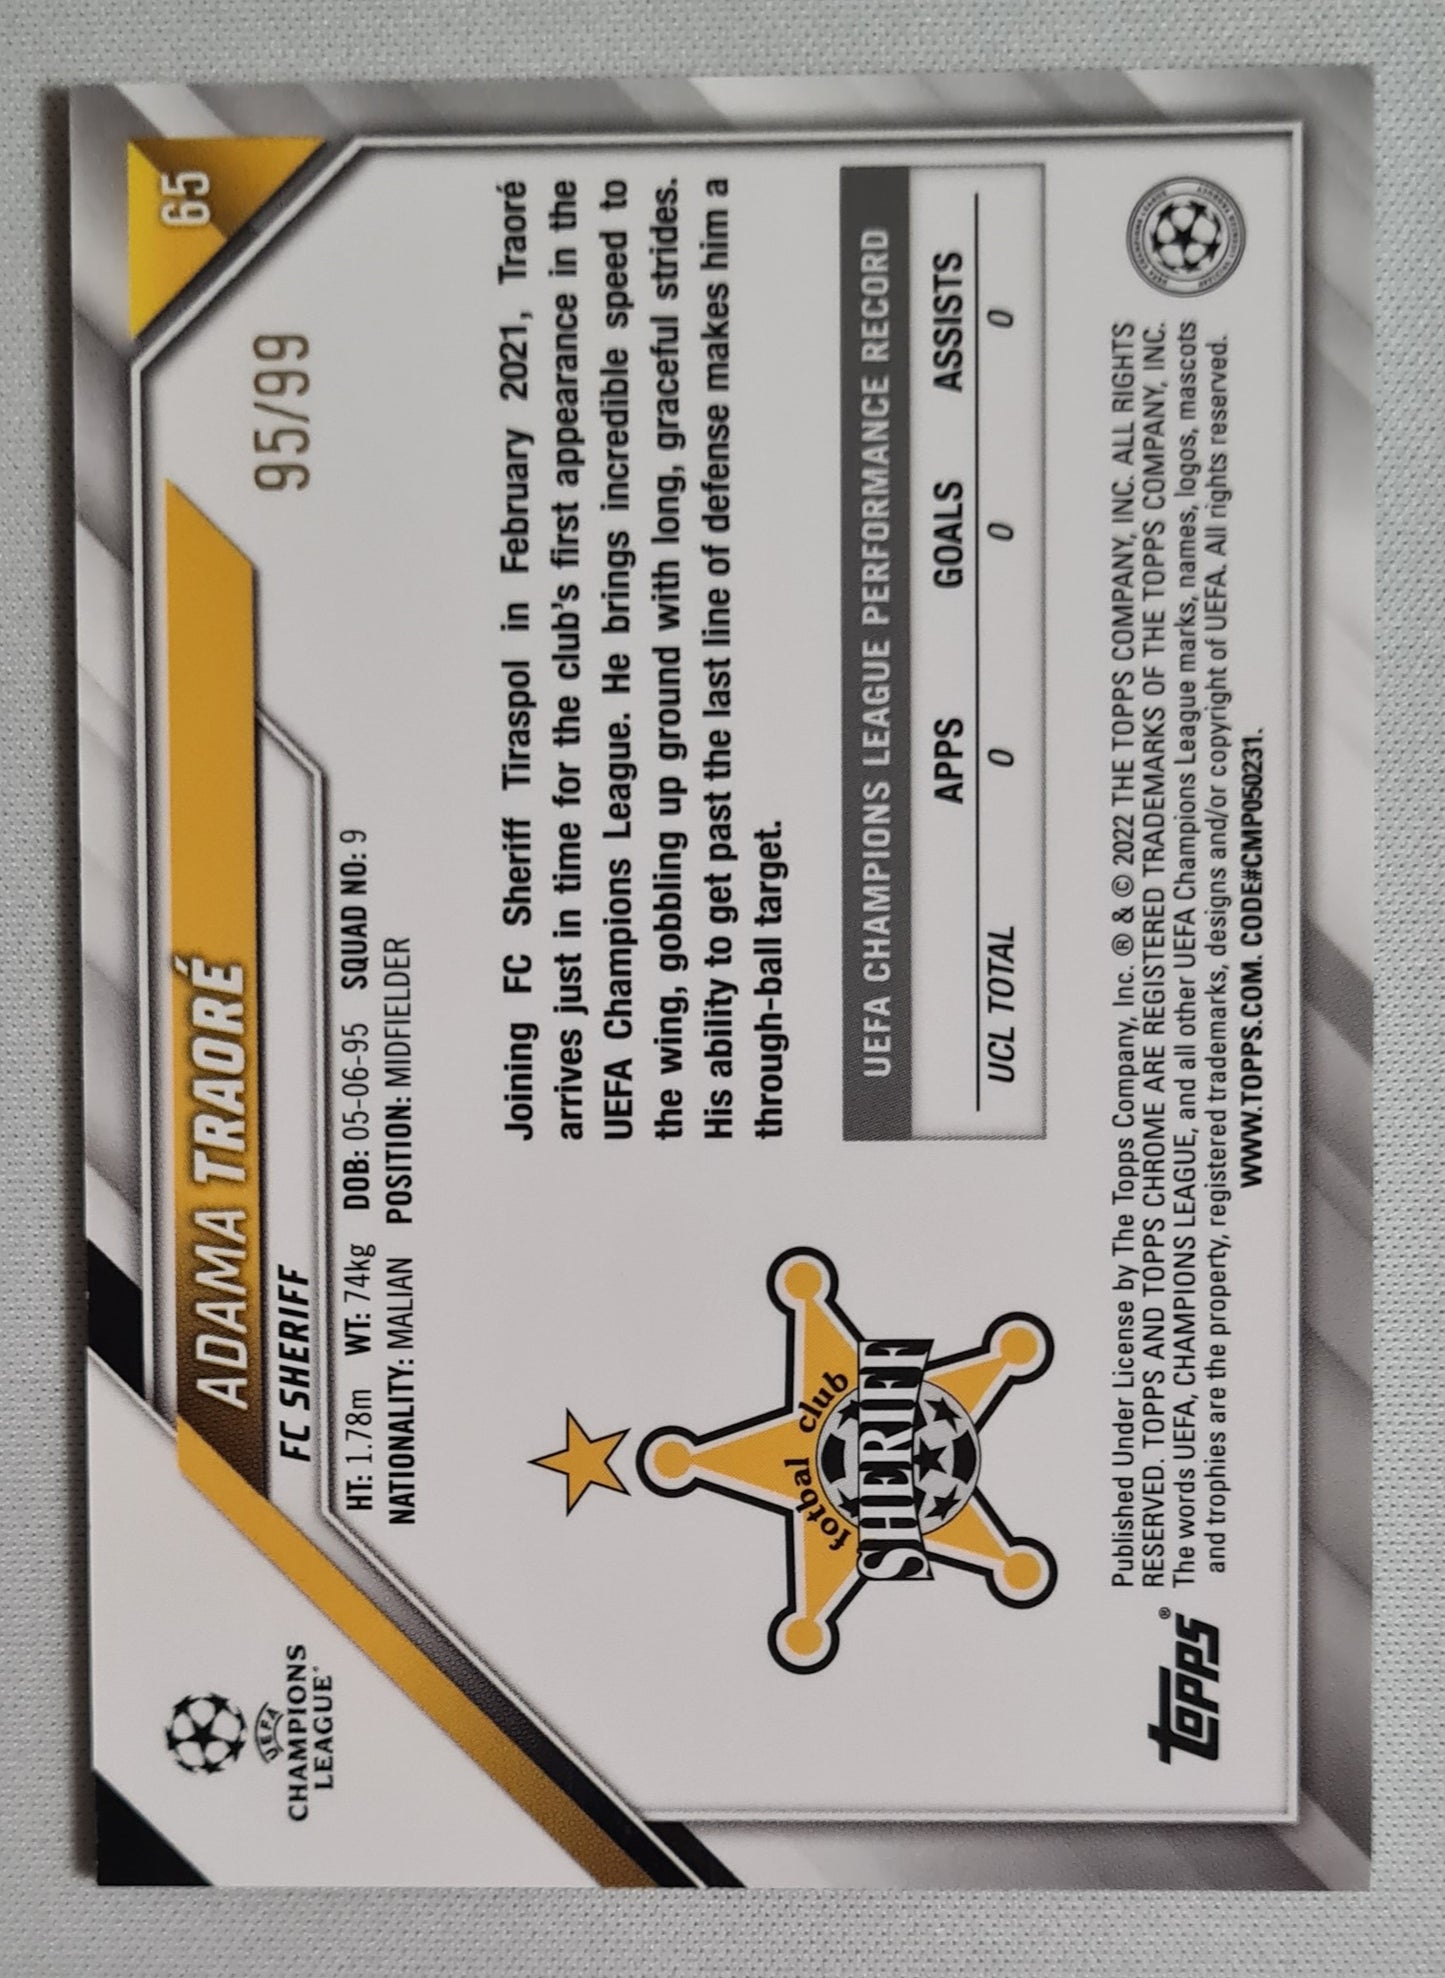 UEFA
CHAMPIONS
LEAGUE
ADAMA TRAORÉ
65
95/99
FC SHERIFF
HT: 1.78m WT: 74kg DOB: 05-06-95 SQUAD NO: 9
NATIONALITY: MALIAN POSITION: MIDFIELDER
Joining FC Sheriff Tiraspol in February 2021, Traoré
arrives just in time for the club's first appearance in the
UEFA Champions League. He brings incredible speed to
the wing, gobbling up ground with long, graceful strides.
His ability to get past the last line of defense makes him a
through-ball target.
fotbal club
SHERIFF
UEFA CHAMPIONS LEAGUE PERFORMANCE RECORD
APPS GOALS ASSISTS
UCL TOTAL 0 0 0
topps®
Published Under License by The Topps Company, Inc. ® & © 2022 THE TOPPS COMPANY, INC. ALL RIGHTS
RESERVED. TOPPS AND TOPPS CHROME ARE REGISTERED TRADEMARKS OF THE TOPPS COMPANY, INC.
The words UEFA, CHAMPIONS LEAGUE, and all other UEFA Champions League marks, names, logos, mascots
and trophies are the property, registered trademarks, designs and/or copyright of UEFA. All rights reserved.
WWW.TOPPS.COM. CODE#CMP050231.